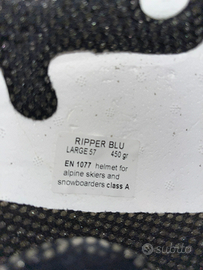 RIPPER BLU
LARGE 57 450 gr
EN 1077 helmet for
alpine skiers and
snowboarders class A
subito